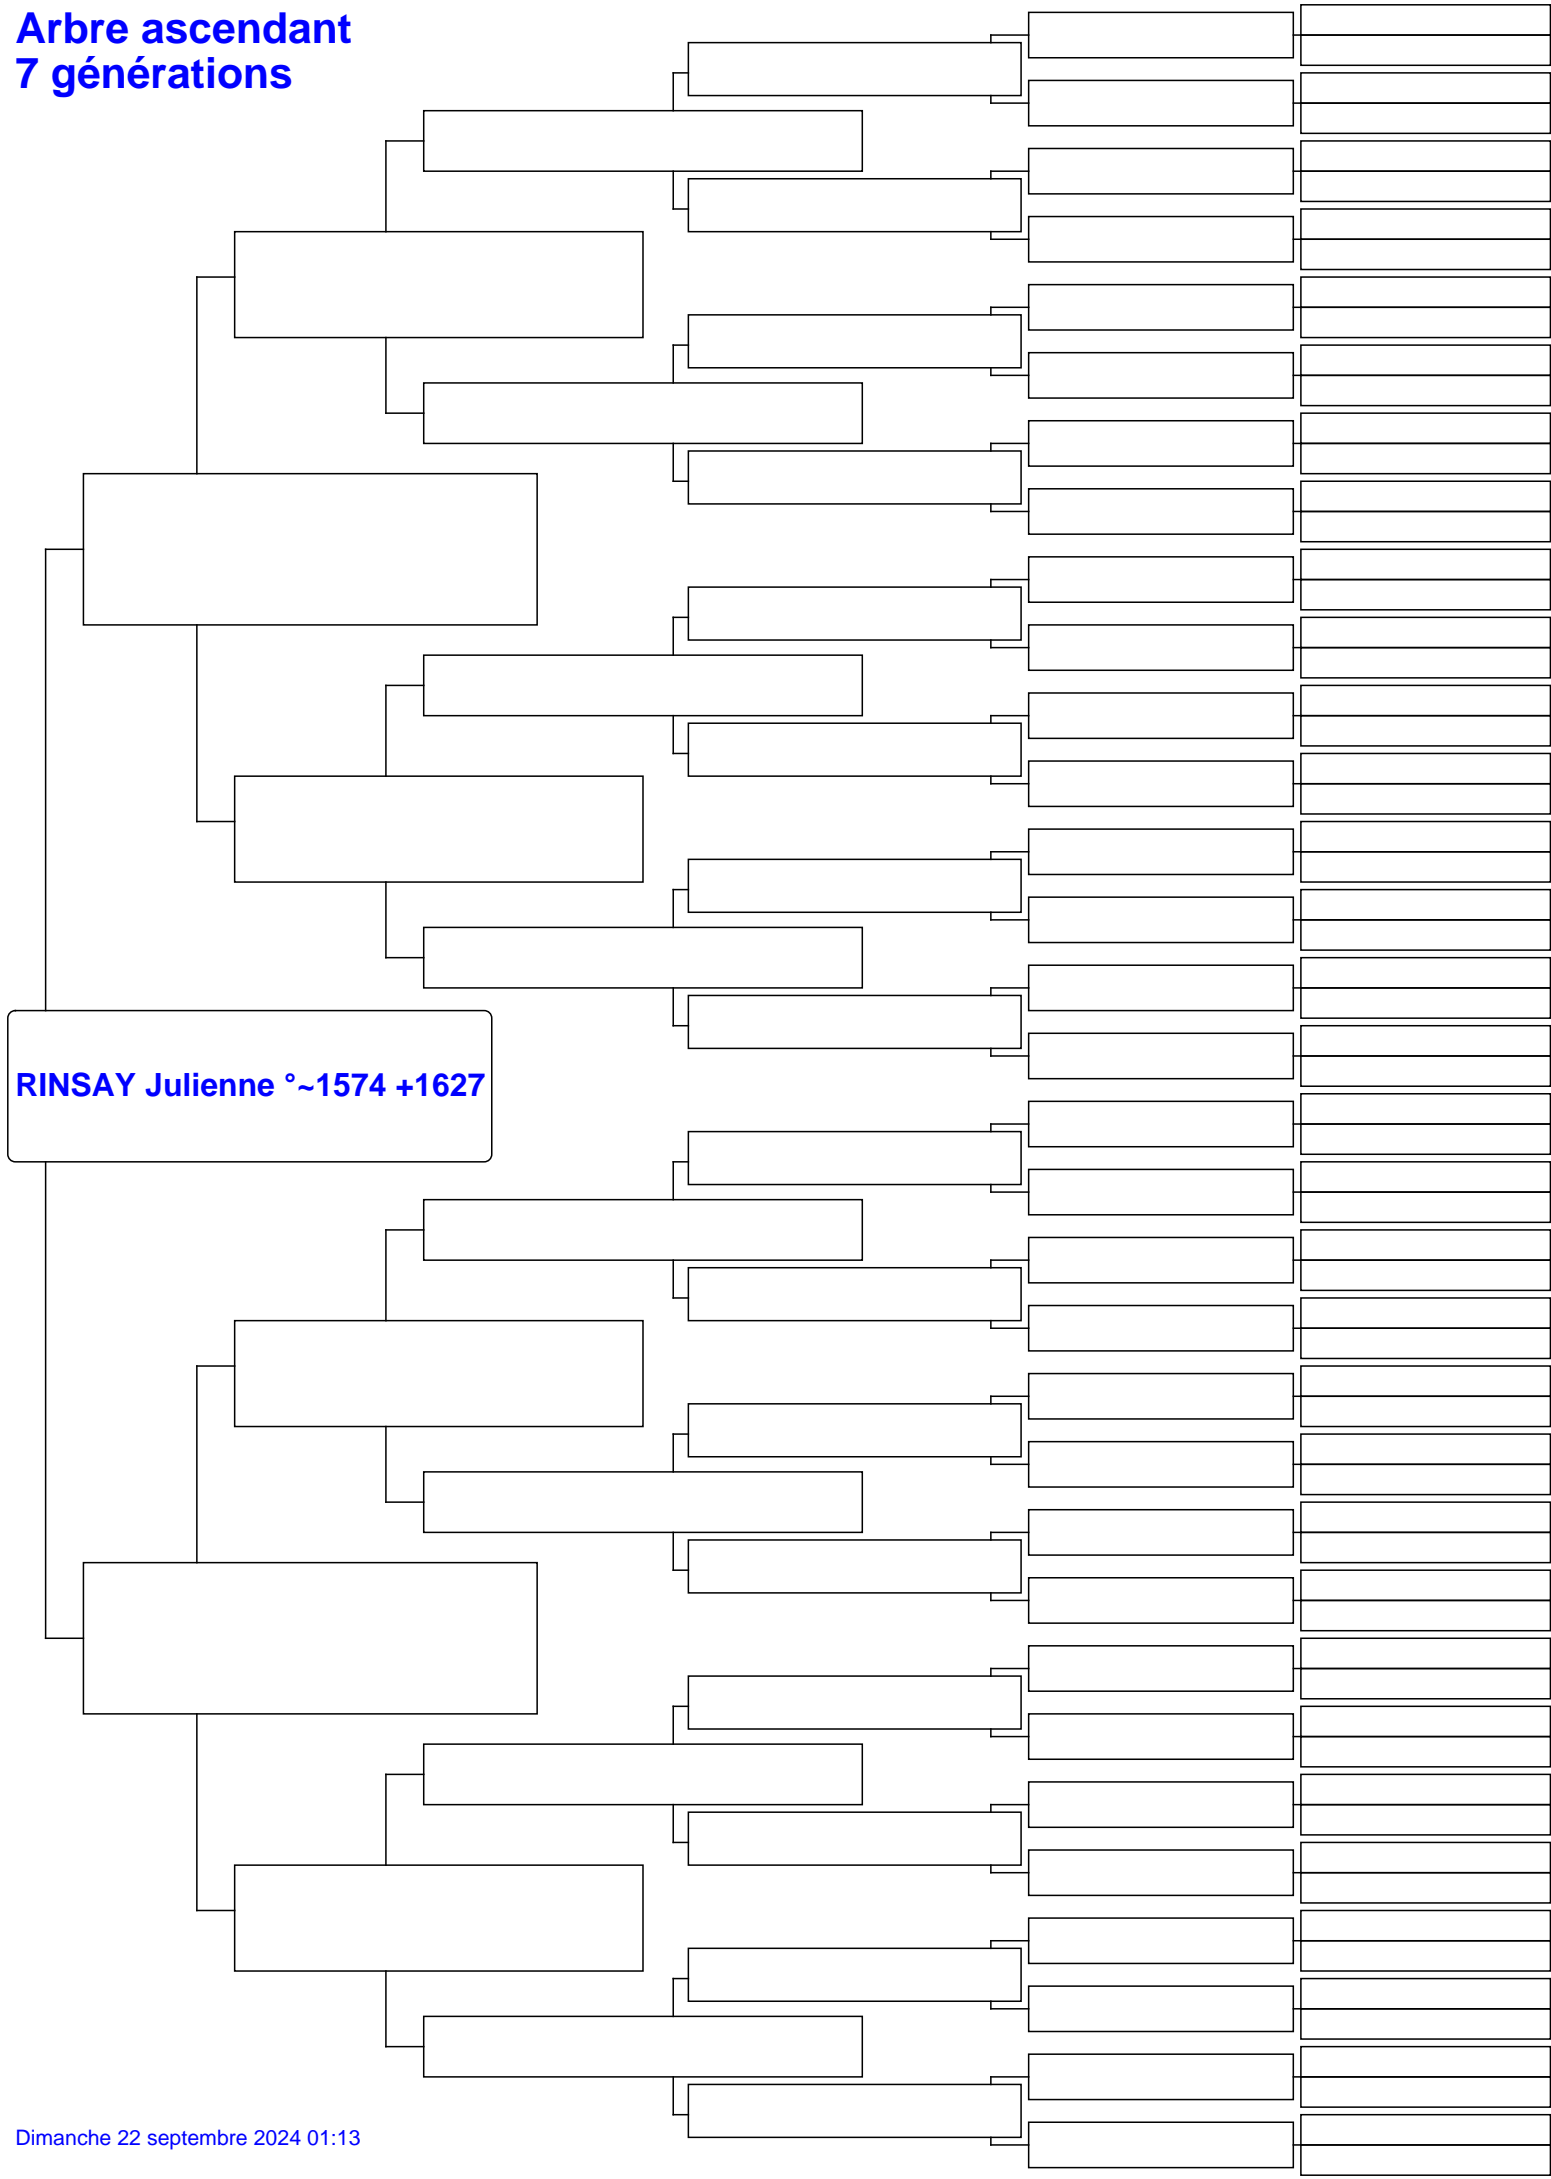 Arbre ascendant
7 générations
RINSAY Julienne °~1574 +1627
Dimanche 22 septembre 2024 01:13